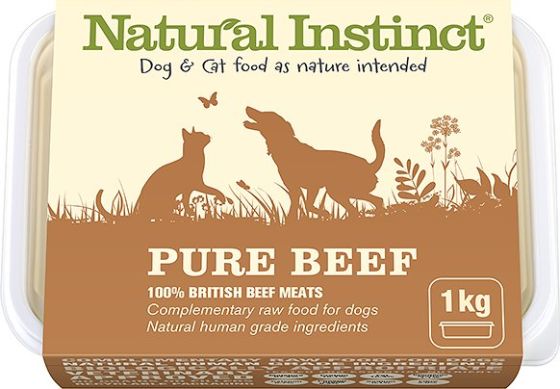 Natural Instinct®
Dog & Cat food as nature intended
PURE BEEF
100% BRITISH BEEF MEATS
Complementary raw food for dogs
Natural human grade ingredients
1kg